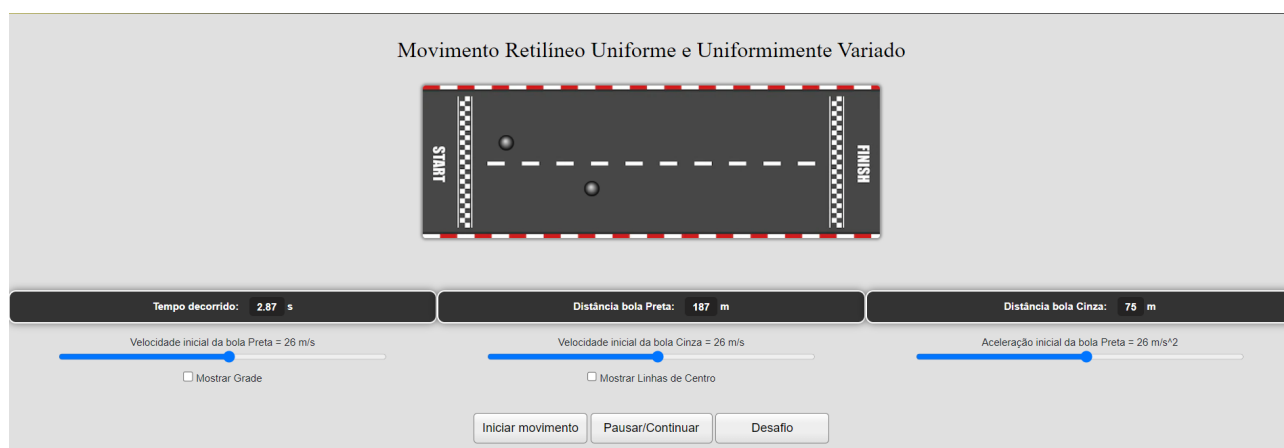 Movimento Retilíneo Uniforme e Uniformimente Variado
START
FINISH
Tempo decorrido: 2.87 s
Distância bola Preta: 187 m
Distância bola Cinza: 75 m
Velocidade inicial da bola Preta = 26 m/s
Velocidade inicial da bola Cinza = 26 m/s
Aceleração inicial da bola Preta = 26 m/s^2
Mostrar Grade
Mostrar Linhas de Centro
Iniciar movimento
Pausar/Continuar
Desafio